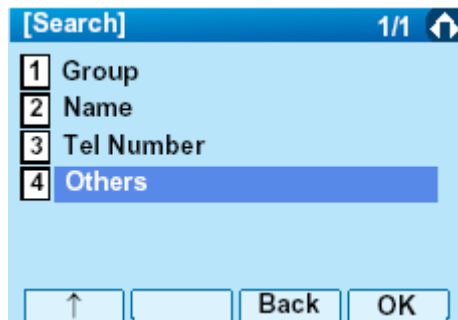 [Search] 1/1
1 Group
2 Name
3 Tel Number
4 Others
↑ Back OK